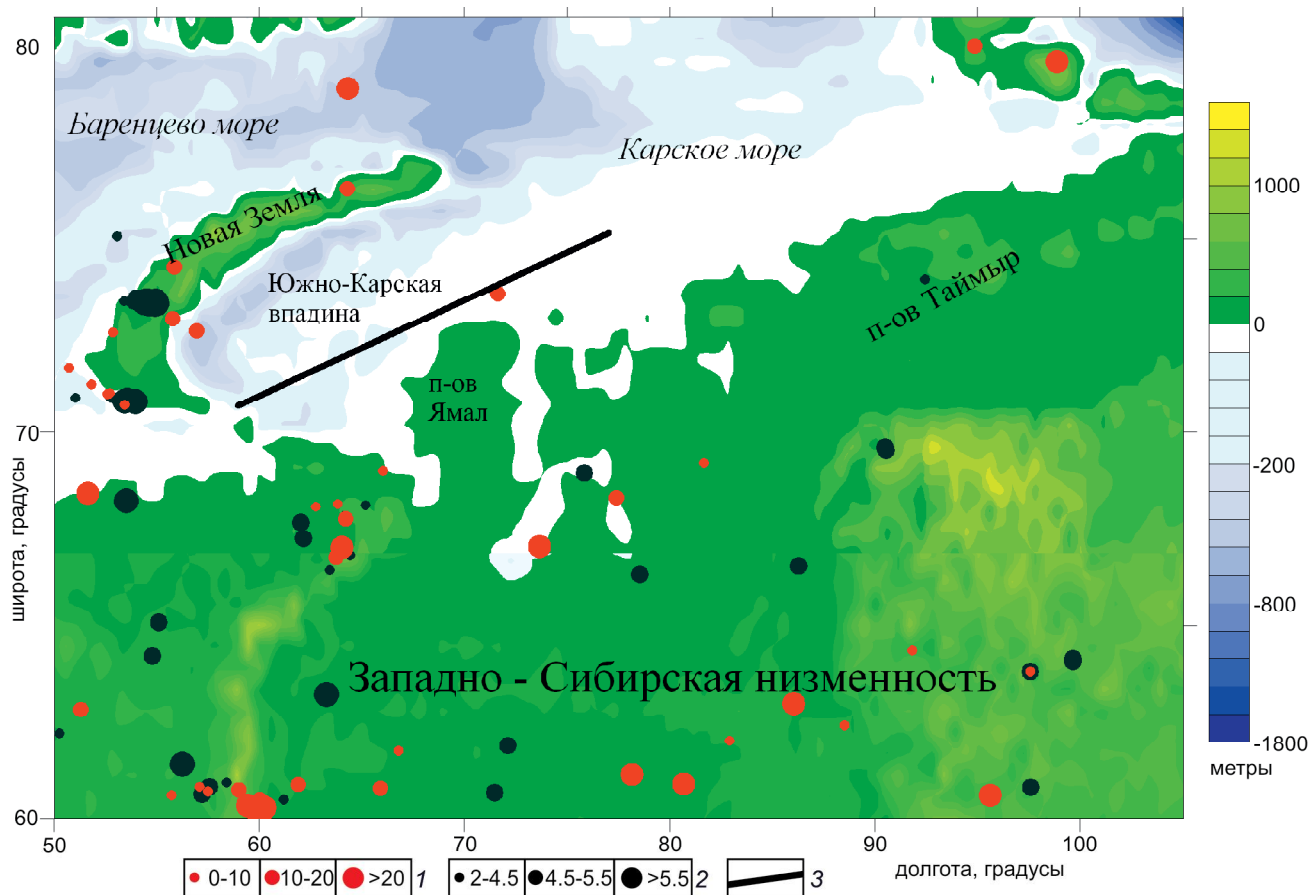 80
Баренцево море
Карское море
1000
Новая Земля
Южно-Карская
впадина
п-ов Таймыр
0
п-ов
Ямал
70
-200
широта, градусы
-800
Западно - Сибирская низменность
-1800
метры
60
50
60
70
80
90
100
долгота, градусы
0-10
10-20
>20
1
2-4.5
4.5-5.5
>5.5
2
3